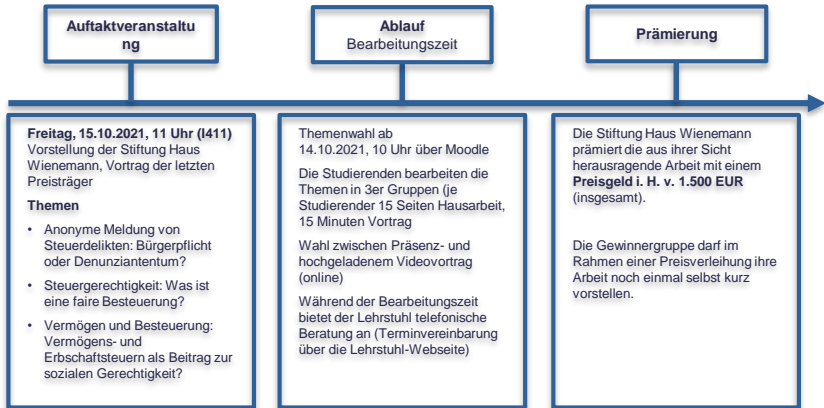 Auftaktveranstaltu
ng
Freitag, 15.10.2021, 11 Uhr (I411)
Vorstellung der Stiftung Haus
Wienemann, Vortrag der letzten
Preisträger
Themen
• Anonyme Meldung von
Steuerdelikten: Bürgerpflicht
oder Denunziantentum?
• Steuergerechtigkeit: Was ist
eine faire Besteuerung?
• Vermögen und Besteuerung:
Vermögens- und
Erbschaftsteuern als Beitrag zur
sozialen Gerechtigkeit?
Ablauf
Bearbeitungszeit
Themenwahl ab
14.10.2021, 10 Uhr über Moodle
Die Studierenden bearbeiten die
Themen in 3er Gruppen (je
Studierender 15 Seiten Hausarbeit,
15 Minuten Vortrag
Wahl zwischen Präsenz- und
hochgeladenem Videovortrag
(online)
Während der Bearbeitungszeit
bietet der Lehrstuhl telefonische
Beratung an (Terminvereinbarung
über die Lehrstuhl-Webseite)
Prämierung
Die Stiftung Haus Wienemann
prämiert die aus ihrer Sicht
herausragende Arbeit mit einem
Preisgeld i. H. v. 1.500 EUR
(insgesamt).
Die Gewinnergruppe darf im
Rahmen einer Preisverleihung ihre
Arbeit noch einmal selbst kurz
vorstellen.